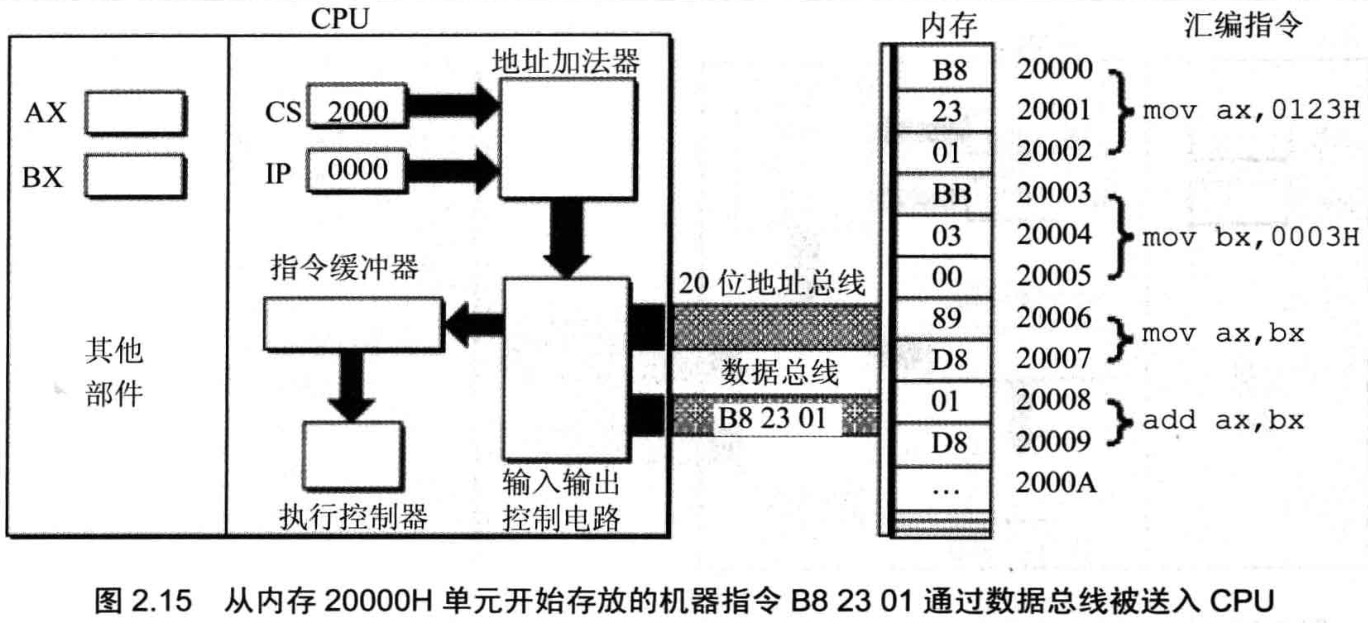 CPU
内存
汇编指令
地址加法器
AX
BX
CS
2000
IP
0000
指令缓冲器
其他
部件
执行控制器
输入输出
控制电路
20 位地址总线
数据总线
B8 23 01
B8 20000
23 20001
01 20002
mov ax,0123H
BB 20003
03 20004
00 20005
mov bx,0003H
89 20006
D8 20007
mov ax,bx
01 20008
D8 20009
add ax,bx
… 2000A
图 2.15 从内存 20000H 单元开始存放的机器指令 B8 23 01 通过数据总线被送入 CPU